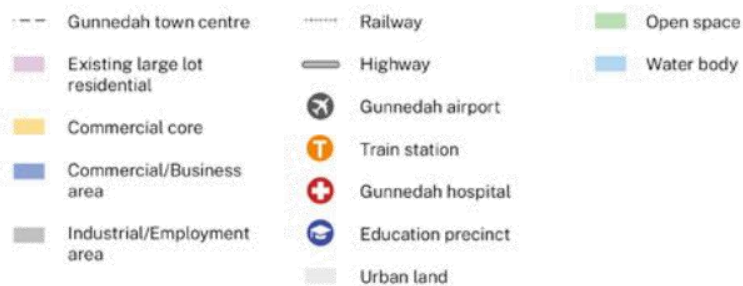 Gunnedah town centre
Existing large lot
residential
Commercial core
Commercial/Business
area
Industrial/Employment
area
Railway
Highway
Gunnedah airport
T Train station
Gunnedah hospital
Education precinct
Urban land
Open space
Water body